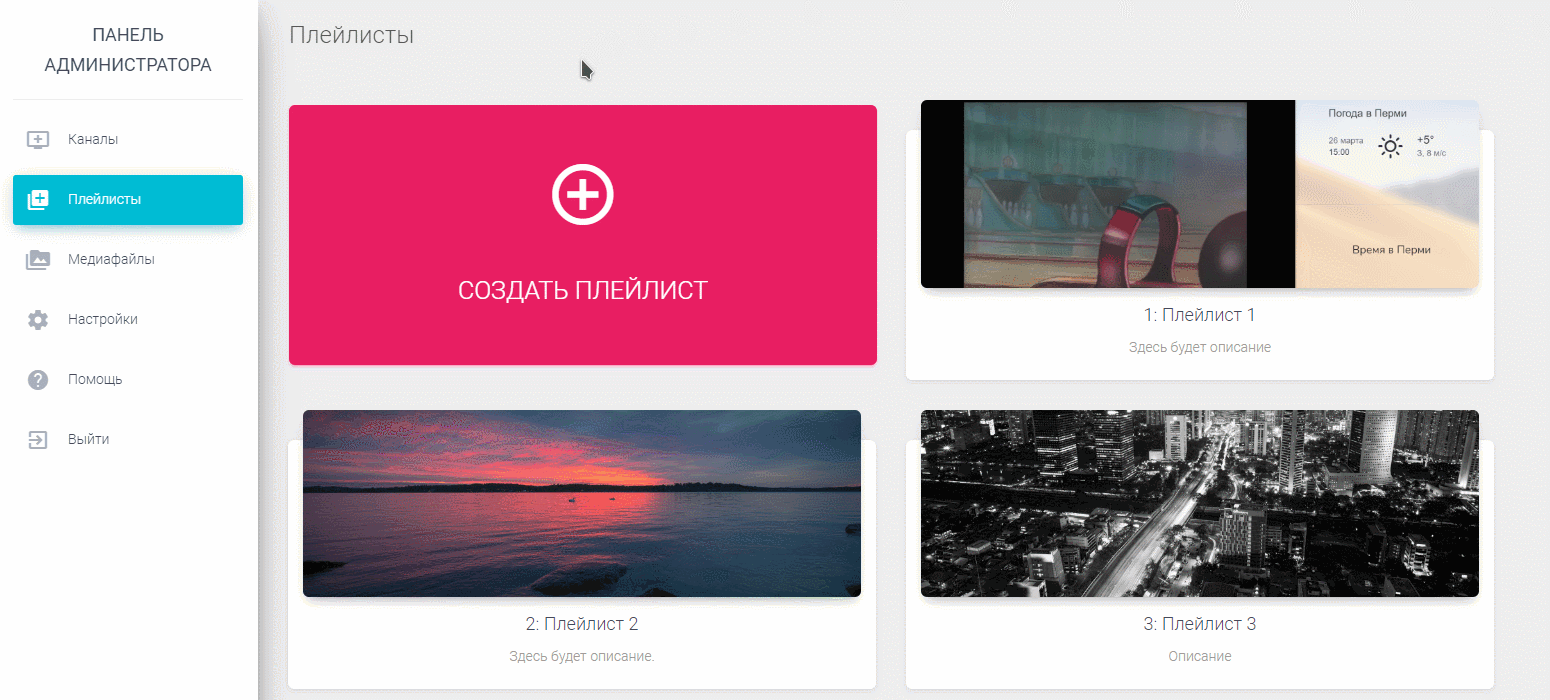 ПАНЕЛЬ
АДМИНИСТРАТОРА
Каналы
Плейлисты
Медиафайлы
Настройки
Помощь
Выйти
Плейлисты
СОЗДАТЬ ПЛЕЙЛИСТ
Погода в Перми
26 марта
15:00
+5°
3, 8 м/с
Время в Перми
1: Плейлист 1
Здесь будет описание
2: Плейлист 2
Здесь будет описание.
3: Плейлист 3
Описание